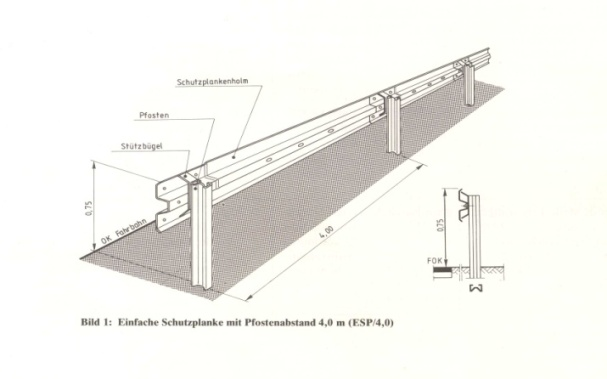 Schutzplankenholm
Pfosten
Stützbügel
0,75
OK Fahrbahn
4,00
0,75
FOK
Bild 1: Einfache Schutzplanke mit Pfostenabstand 4,0 m (ESP/4,0)